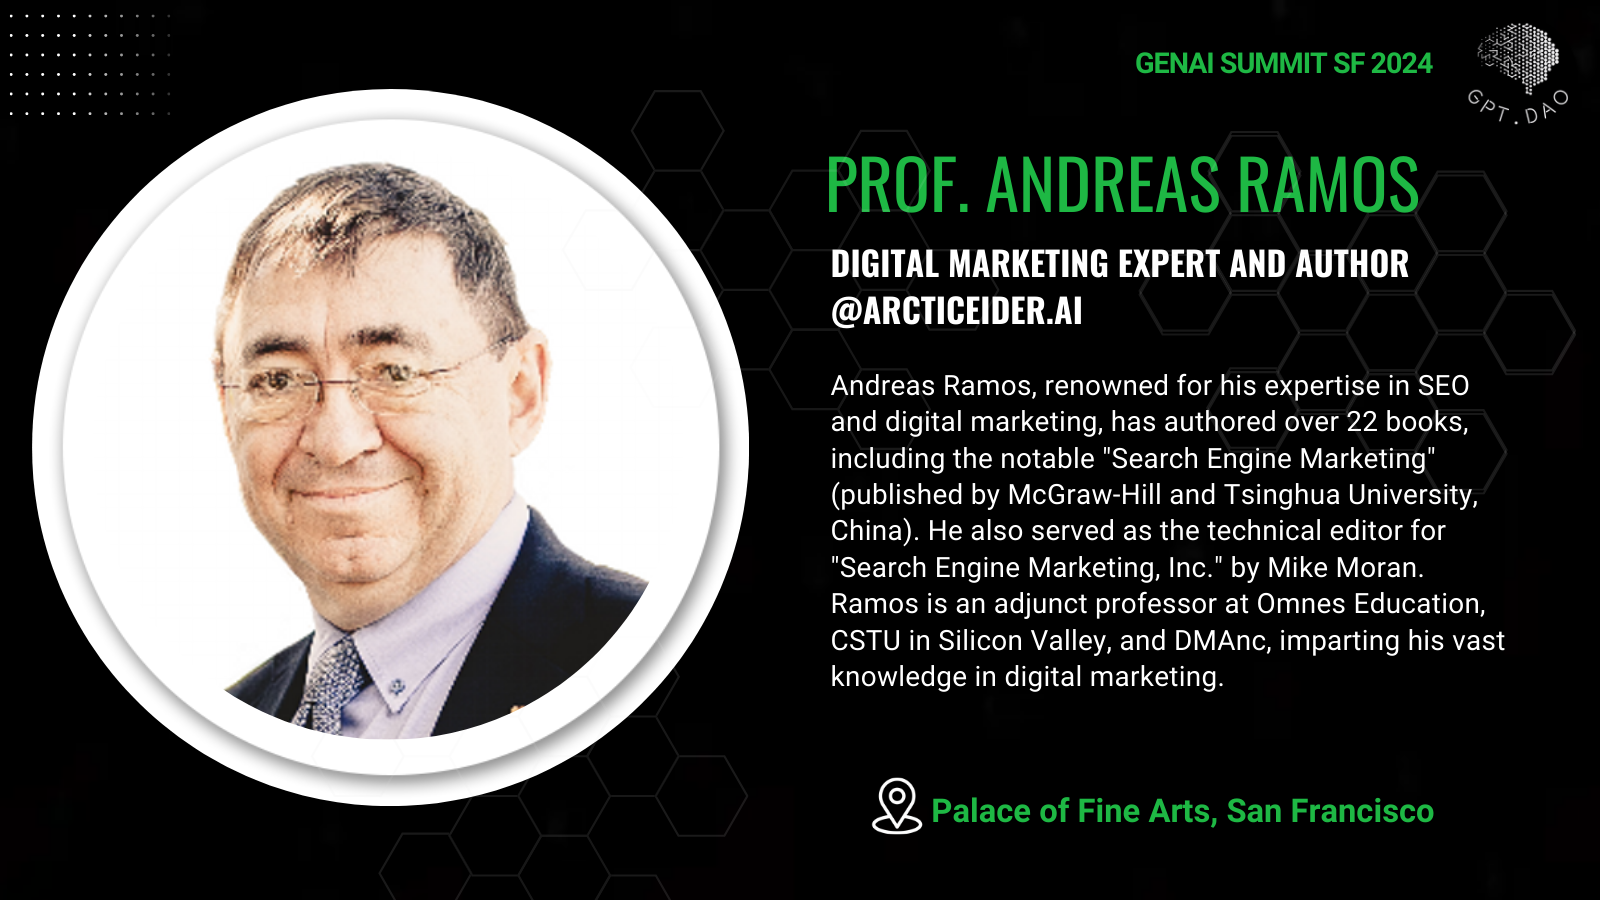 GENAI SUMMIT SF 2024
GPT.DAO
PROF. ANDREAS RAMOS
DIGITAL MARKETING EXPERT AND AUTHOR
@ARCTICEIDER.AI
Andreas Ramos, renowned for his expertise in SEO
and digital marketing, has authored over 22 books,
including the notable "Search Engine Marketing"
(published by McGraw-Hill and Tsinghua University,
China). He also served as the technical editor for
"Search Engine Marketing, Inc." by Mike Moran.
Ramos is an adjunct professor at Omnes Education,
CSTU in Silicon Valley, and DMAnc, imparting his vast
knowledge in digital marketing.
Palace of Fine Arts, San Francisco